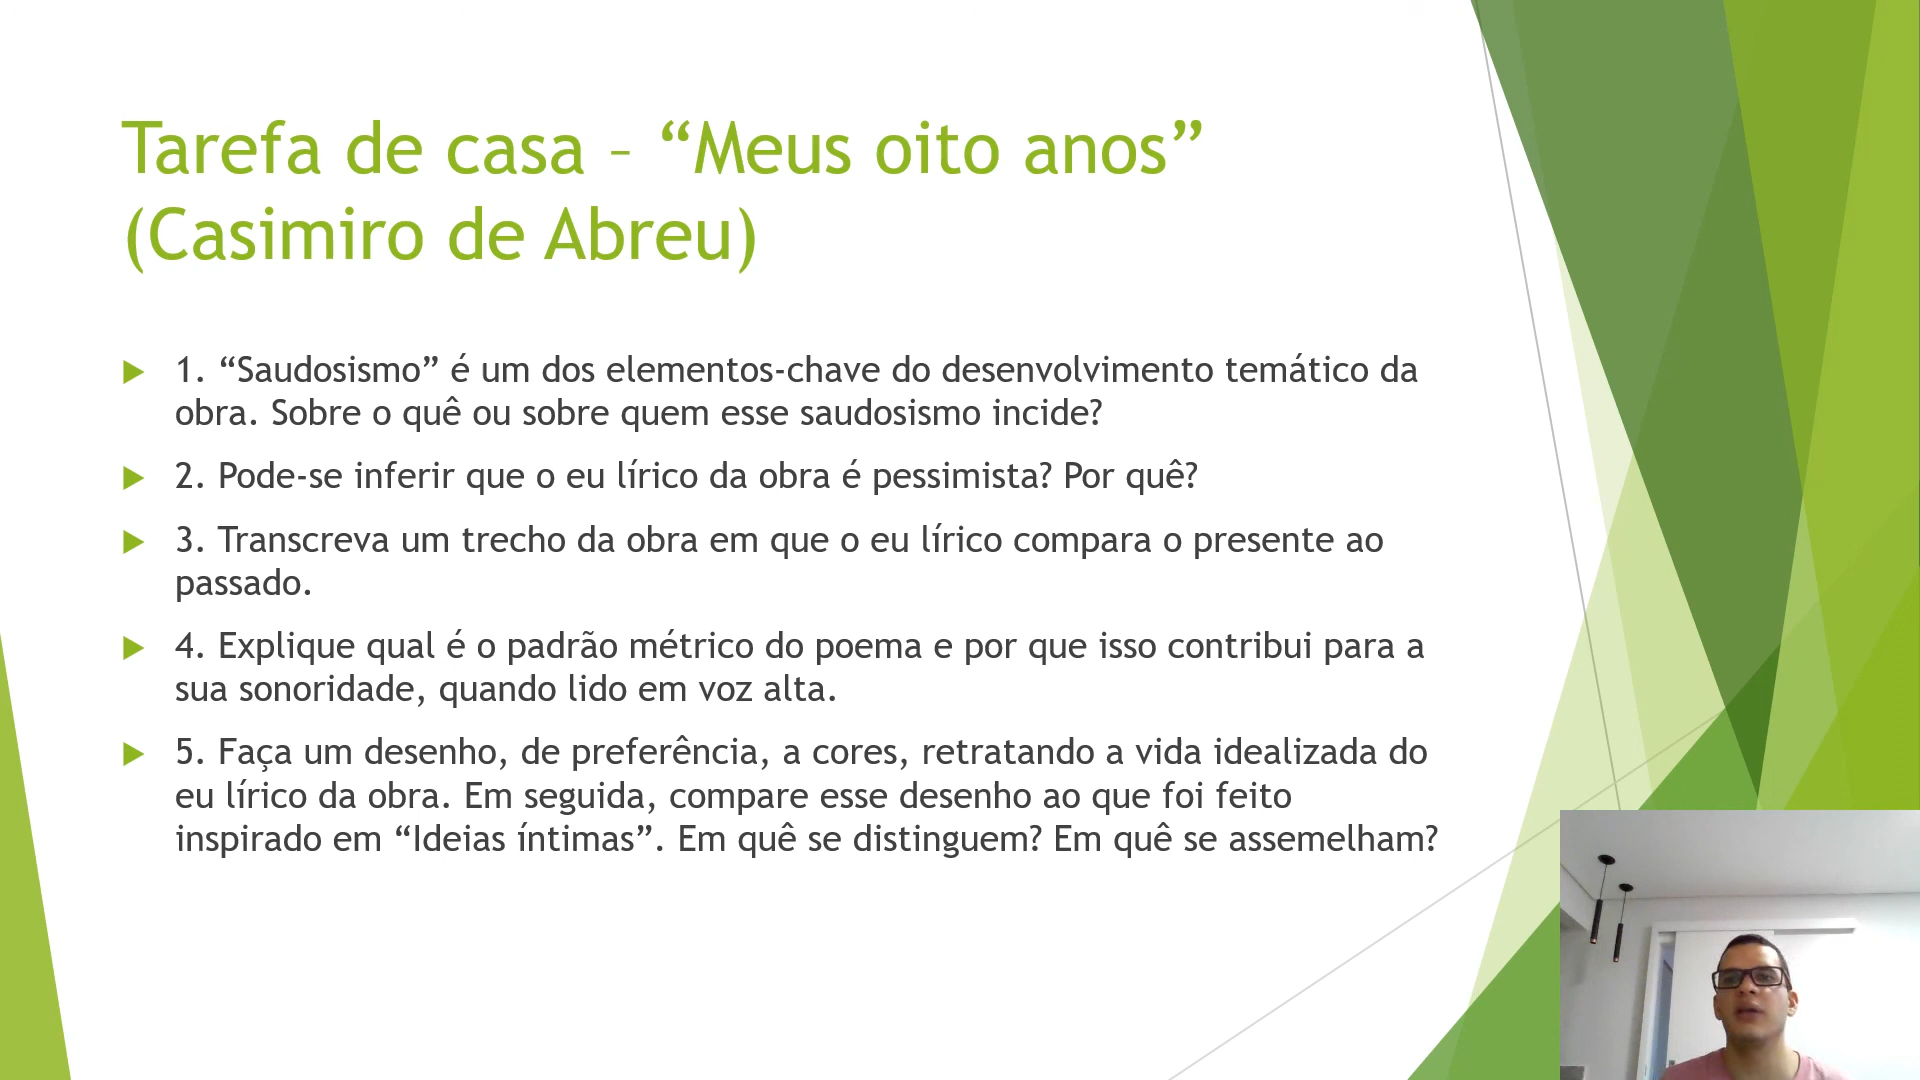 Tarefa de casa – “Meus oito anos”
(Casimiro de Abreu)
1. “Saudosismo” é um dos elementos-chave do desenvolvimento temático da
obra. Sobre o quê ou sobre quem esse saudosismo incide?
2. Pode-se inferir que o eu lírico da obra é pessimista? Por quê?
3. Transcreva um trecho da obra em que o eu lírico compara o presente ao
passado.
4. Explique qual é o padrão métrico do poema e por que isso contribui para a
sua sonoridade, quando lido em voz alta.
5. Faça um desenho, de preferência, a cores, retratando a vida idealizada do
eu lírico da obra. Em seguida, compare esse desenho ao que foi feito
inspirado em “Ideias íntimas”. Em quê se distinguem? Em quê se assemelham?